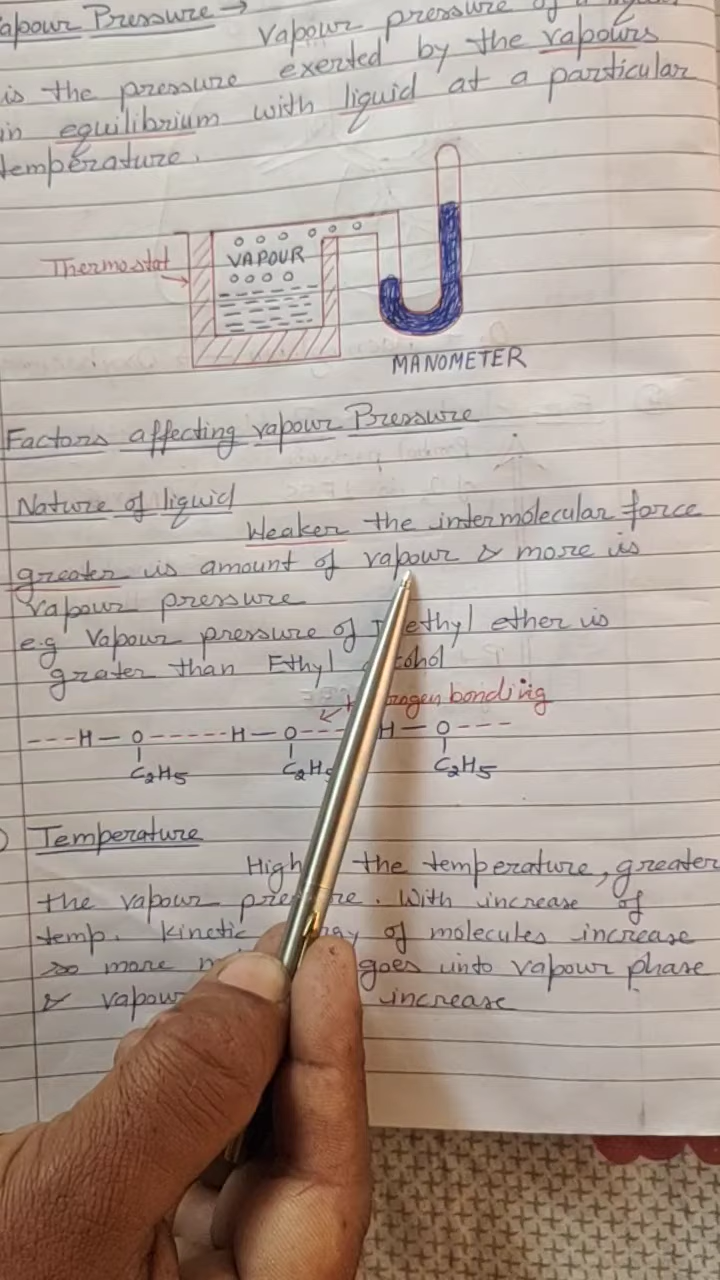 apour Pressure → Vapour pressure of a
is the pressure exerted by the vapours
in equilibrium with liquid at a particular
temperature.
Thermostat
VAPOUR
MANOMETER
Factors affecting vapour Pressure
Nature of liquid
Weaker the intermolecular force
greater is amount of vapour & more is
vapour pressure
e.g Vapour pressure of ethyl ether is
greater than Ethyl cohol
rogen bonding
---H—O-----H—O--- H—O---
C₂H₅ C₂H₅ C₂H₅
Temperature
High the temperature, greater
the vapour pre re. With increase of
temp. kinetic gy of molecules increase
so more goes into vapour phase
& vapour increase